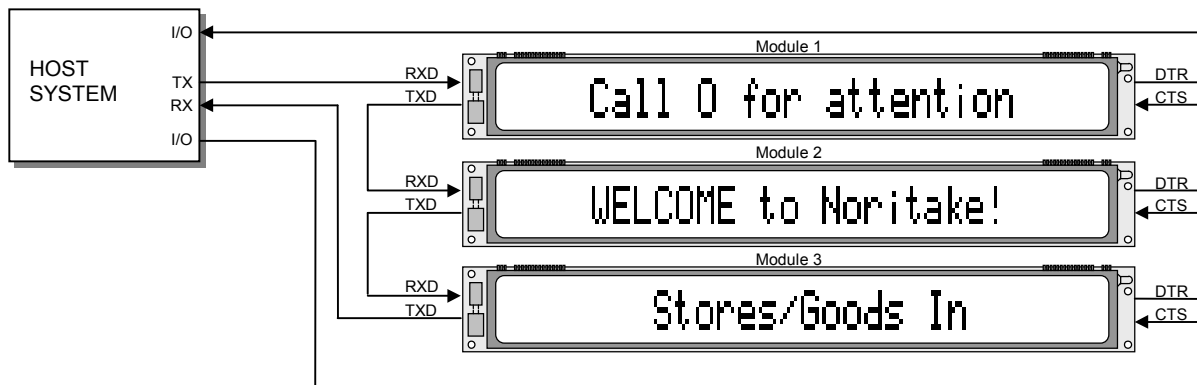 I/O
HOST
SYSTEM
TX
RX
I/O
Module 1
RXD
TXD
Call 0 for attention
DTR
CTS
Module 2
RXD
TXD
WELCOME to Noritake!
DTR
CTS
Module 3
RXD
TXD
Stores/Goods In
DTR
CTS